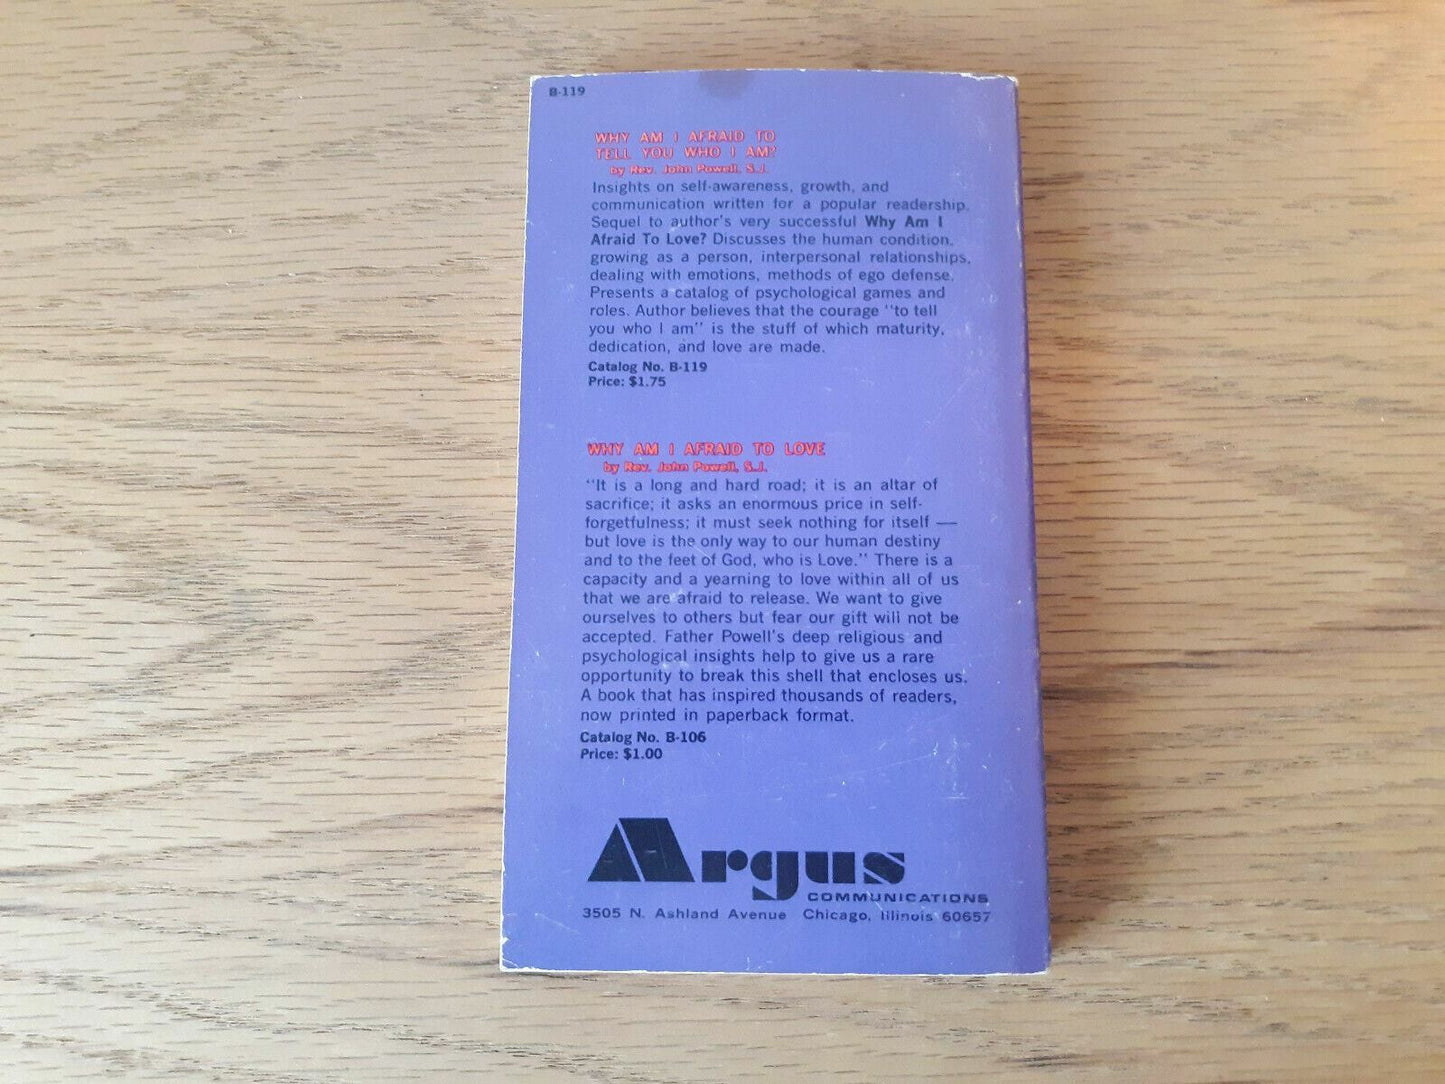 B-119
WHY AM I AFRAID TO
TELL YOU WHO I AM?
by Rev. John Powell, S.J.
Insights on self-awareness, growth, and
communication written for a popular readership.
Sequel to author's very successful Why Am I
Afraid To Love? Discusses the human condition,
growing as a person, interpersonal relationships,
dealing with emotions, methods of ego defense.
Presents a catalog of psychological games and
roles. Author believes that the courage "to tell
you who I am" is the stuff of which maturity,
dedication, and love are made.
Catalog No. B-119
Price: $1.75
WHY AM I AFRAID TO LOVE
by Rev. John Powell, S.J.
"It is a long and hard road; it is an altar of
sacrifice; it asks an enormous price in self-
forgetfulness; it must seek nothing for itself —
but love is the only way to our human destiny
and to the feet of God, who is Love." There is a
capacity and a yearning to love within all of us
that we are afraid to release. We want to give
ourselves to others but fear our gift will not be
accepted. Father Powell's deep religious and
psychological insights help to give us a rare
opportunity to break this shell that encloses us.
A book that has inspired thousands of readers,
now printed in paperback format.
Catalog No. B-106
Price: $1.00
Argus
COMMUNICATIONS
3505 N. Ashland Avenue Chicago, Illinois 60657